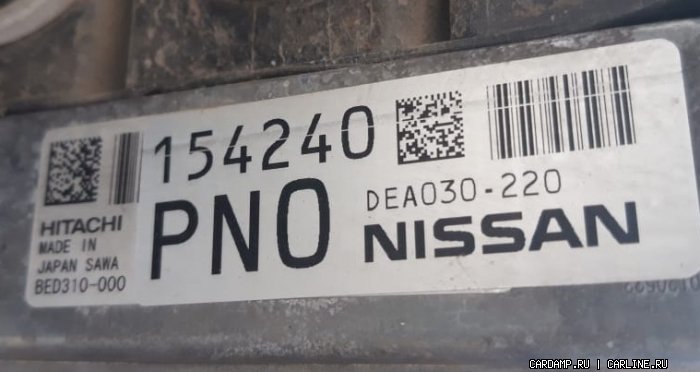 154240
HITACHI
MADE IN
JAPAN SAWA
BED310-000
PNO
DEA030-220
NISSAN
CARDAMP.RU | CARLINE.RU